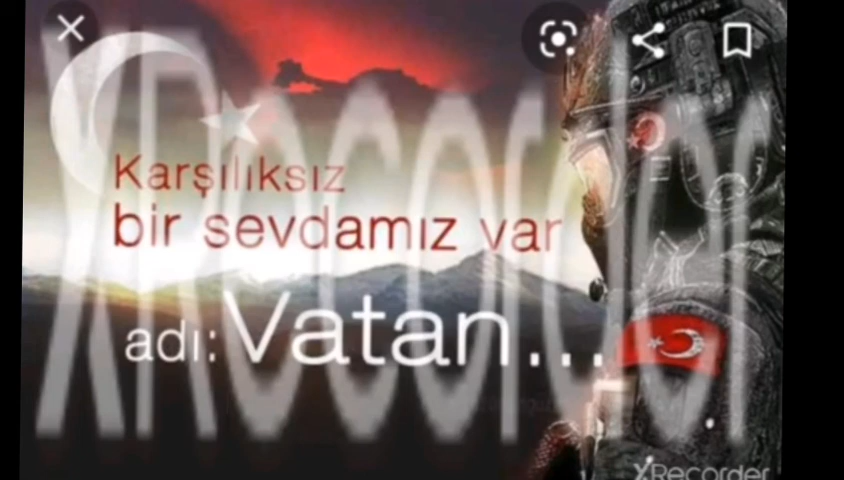 Karşılıksız
bir sevdamız var
adı: Vatan...
XRecorder
XRecorder